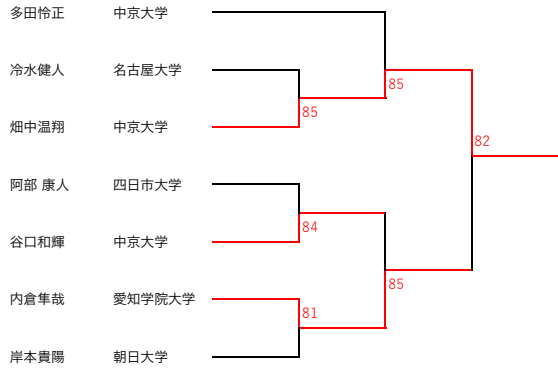 多田怜正 中京大学
冷水健人 名古屋大学
85
85
畑中温翔 中京大学
82
阿部 康人 四日市大学
84
谷口和輝 中京大学
85
内倉隼哉 愛知学院大学
81
岸本貴陽 朝日大学